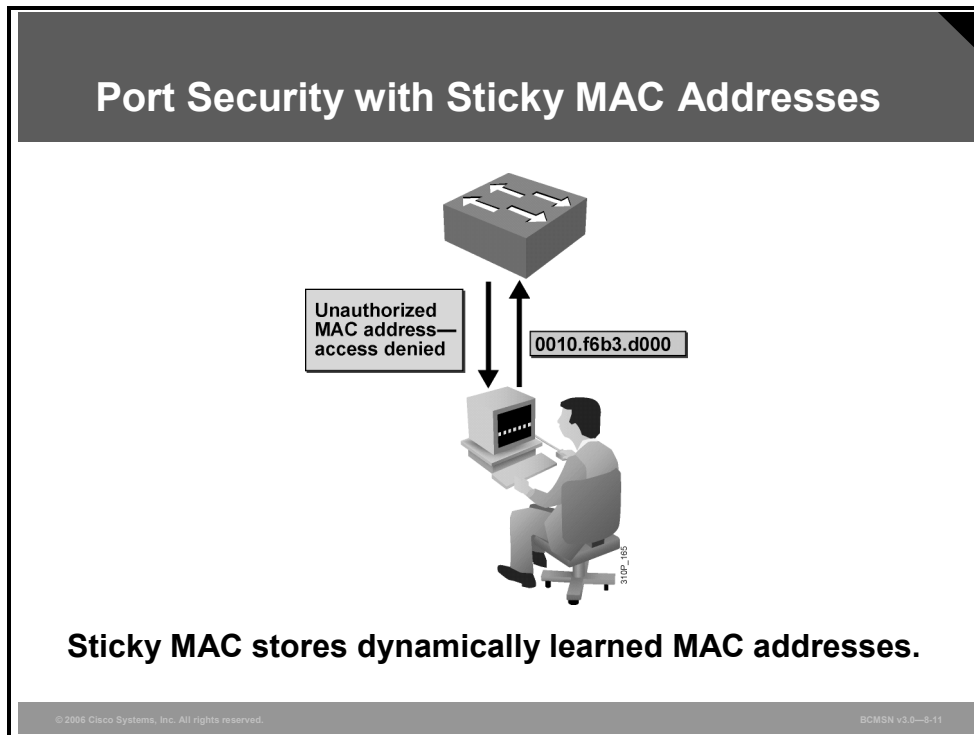 Port Security with Sticky MAC Addresses
Unauthorized
MAC address—
access denied
0010.f6b3.d000
310P_165
Sticky MAC stores dynamically learned MAC addresses.
© 2006 Cisco Systems, Inc. All rights reserved.
BCMSN v3.0—8-11